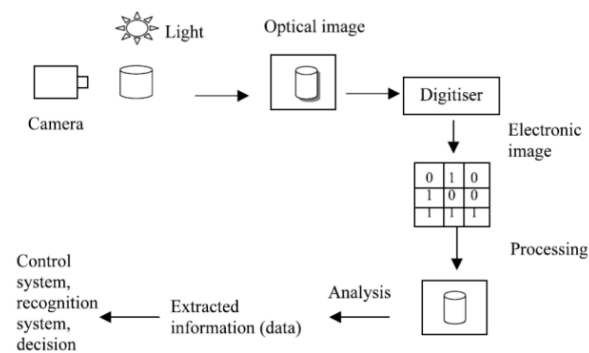 Light
Optical image
Camera
Digitiser
Electronic
image
0 1 0
1 0 0
1 1 1
Processing
Analysis
Extracted
information (data)
Control
system,
recognition
system,
decision